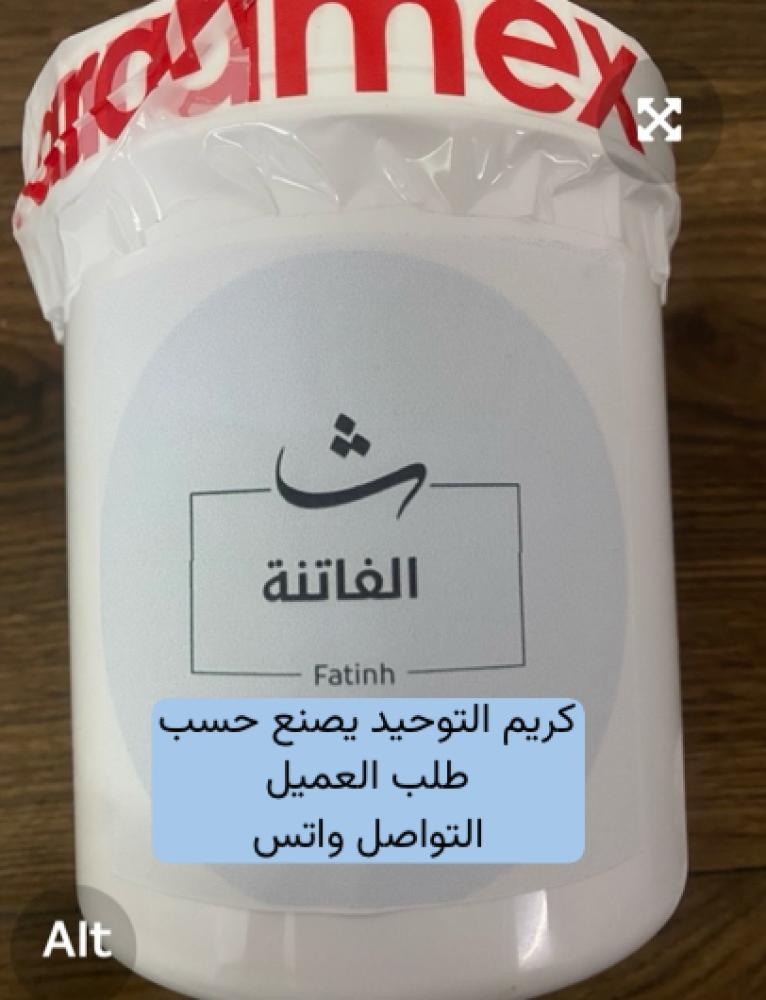 aramex
ث
الفاتنة
Fatinh
كريم التوحيد يصنع حسب
طلب العميل
التواصل واتس
Alt